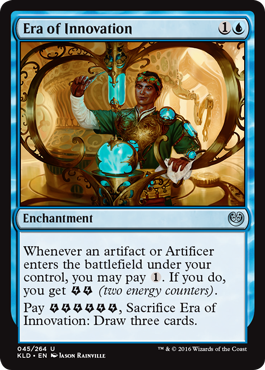 Era of Innovation 1
Enchantment
Whenever an artifact or Artificer
enters the battlefield under your
control, you may pay 1. If you do,
you get (two energy counters).
Pay , Sacrifice Era of
Innovation: Draw three cards.
045/264 U
KLD • EN Jason Rainville
™ & © 2016 Wizards of the Coast